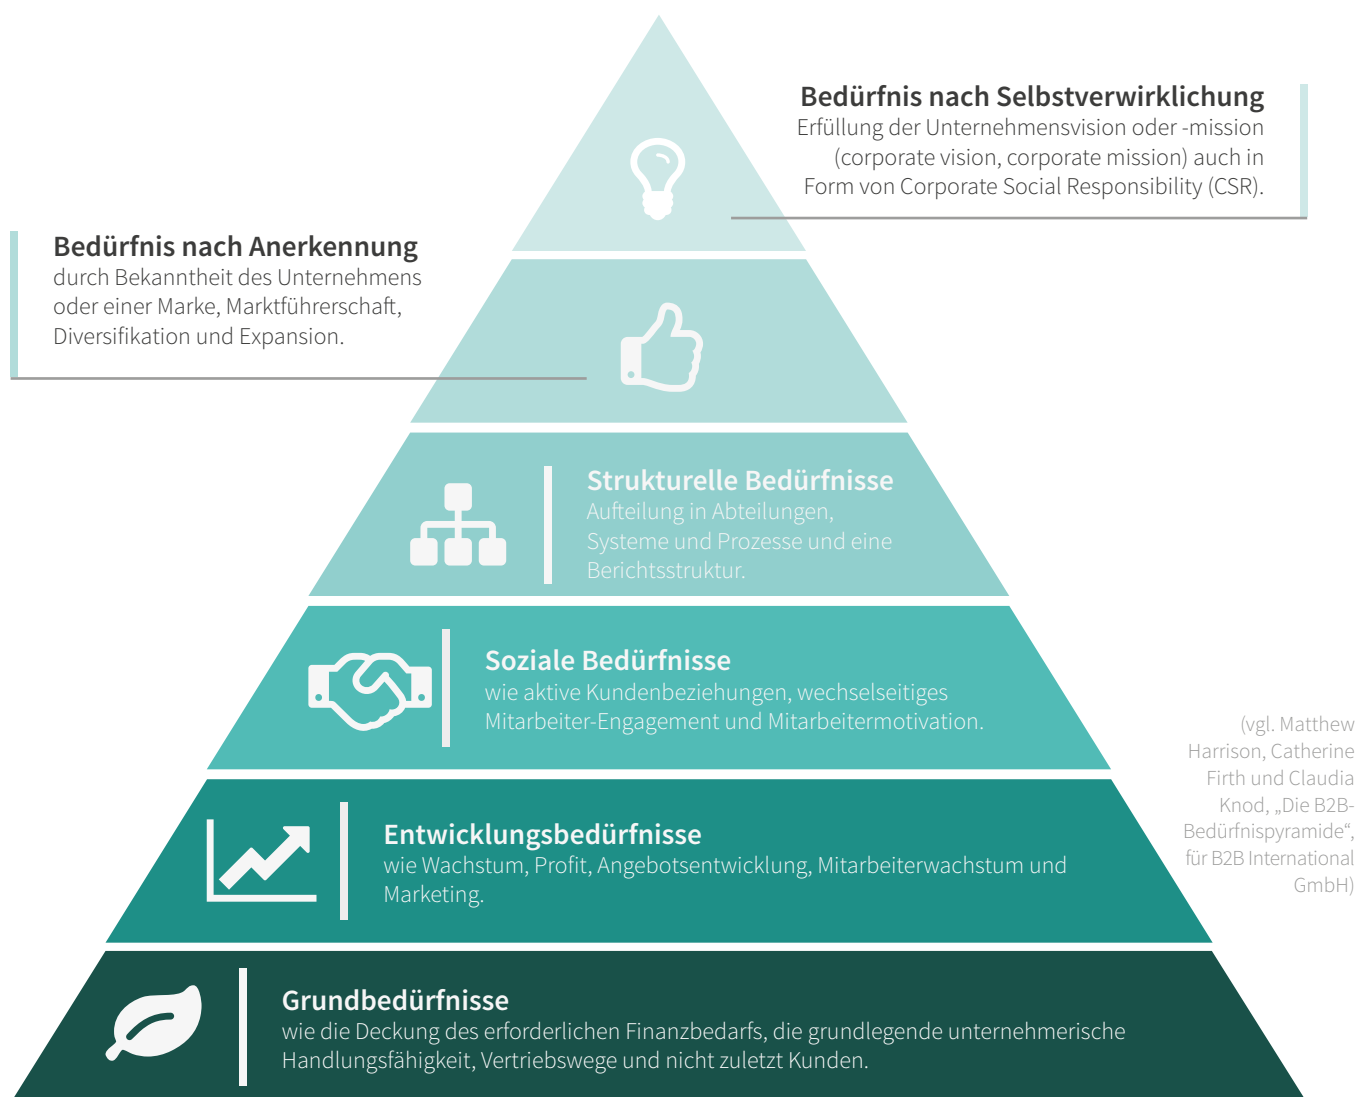 Bedürfnis nach Selbstverwirklichung
Erfüllung der Unternehmensvision oder -mission
(corporate vision, corporate mission) auch in
Form von Corporate Social Responsibility (CSR).
Bedürfnis nach Anerkennung
durch Bekanntheit des Unternehmens
oder einer Marke, Marktführerschaft,
Diversifikation und Expansion.
Strukturelle Bedürfnisse
Aufteilung in Abteilungen,
Systeme und Prozesse und eine
Berichtsstruktur.
Soziale Bedürfnisse
wie aktive Kundenbeziehungen, wechselseitiges
Mitarbeiter-Engagement und Mitarbeitermotivation.
(vgl. Matthew
Harrison, Catherine
Firth und Claudia
Knod, „Die B2B-
Bedürfnispyramide“,
für B2B International
GmbH)
Entwicklungsbedürfnisse
wie Wachstum, Profit, Angebotsentwicklung, Mitarbeiterwachstum und
Marketing.
Grundbedürfnisse
wie die Deckung des erforderlichen Finanzbedarfs, die grundlegende unternehmerische
Handlungsfähigkeit, Vertriebswege und nicht zuletzt Kunden.